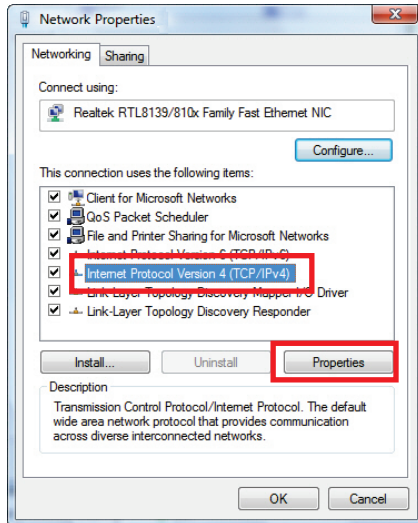 Network Properties
Networking
Sharing
Connect using:
Realtek RTL8139/810x Family Fast Ethernet NIC
Configure...
This connection uses the following items:
Client for Microsoft Networks
QoS Packet Scheduler
File and Printer Sharing for Microsoft Networks
Internet Protocol Version 6 (TCP/IPv6)
Internet Protocol Version 4 (TCP/IPv4)
Link-Layer Topology Discovery Mapper I/O Driver
Link-Layer Topology Discovery Responder
Install...
Uninstall
Properties
Description
Transmission Control Protocol/Internet Protocol. The default
wide area network protocol that provides communication
across diverse interconnected networks.
OK
Cancel